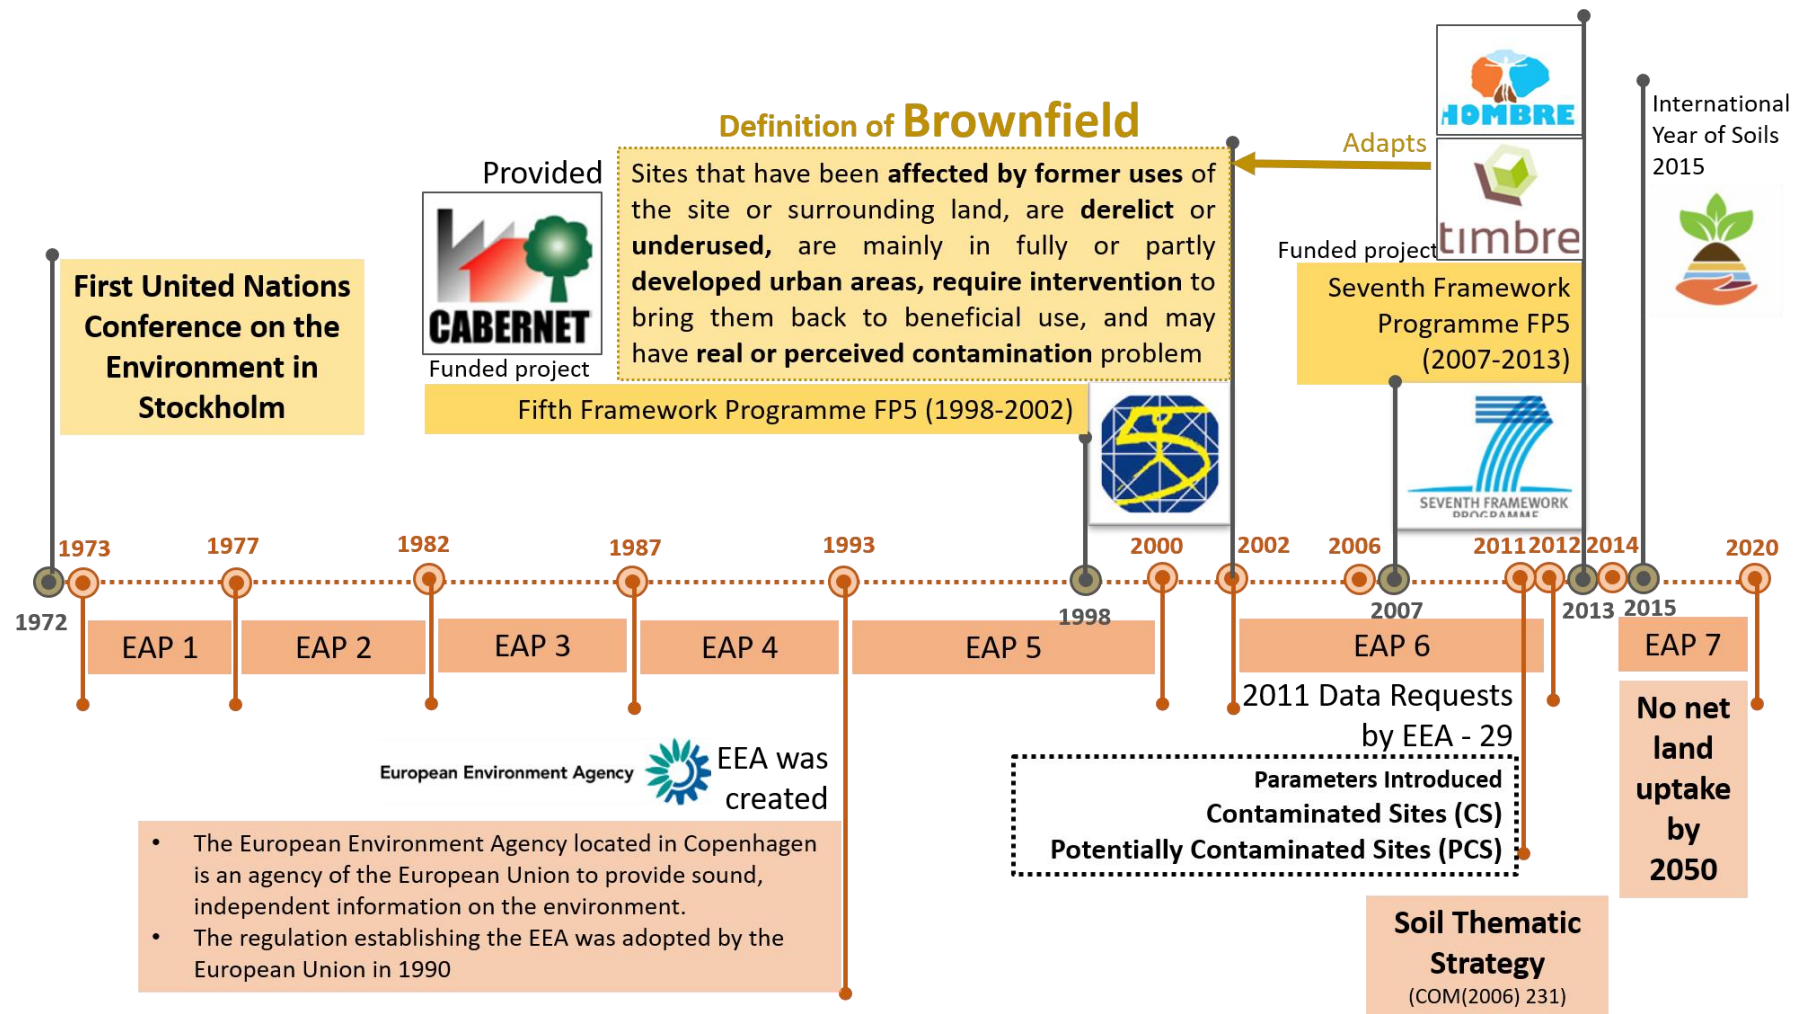 HOMBRE
International
Year of Soils
2015
Definition of Brownfield
Adapts
timbre
Provided
CABERNET
Funded project
Sites that have been affected by former uses of
the site or surrounding land, are derelict or
underused, are mainly in fully or partly
developed urban areas, require intervention to
bring them back to beneficial use, and may
have real or perceived contamination problem
Funded project
Seventh Framework
Programme FP5
(2007-2013)
First United Nations
Conference on the
Environment in
Stockholm
Fifth Framework Programme FP5 (1998-2002)
5
7
SEVENTH FRAMEWORK
PROGRAMME
1973
1977
1982
1987
1993
2000
2002
2006
2011
2012
2014
2020
1972
1998
2007
2013
2015
EAP 1
EAP 2
EAP 3
EAP 4
EAP 5
EAP 6
EAP 7
2011 Data Requests
by EEA - 29
Parameters Introduced
Contaminated Sites (CS)
Potentially Contaminated Sites (PCS)
No net
land
uptake
by
2050
European Environment Agency
EEA was
created
• The European Environment Agency located in Copenhagen
is an agency of the European Union to provide sound,
independent information on the environment.
• The regulation establishing the EEA was adopted by the
European Union in 1990
Soil Thematic
Strategy
(COM(2006) 231)